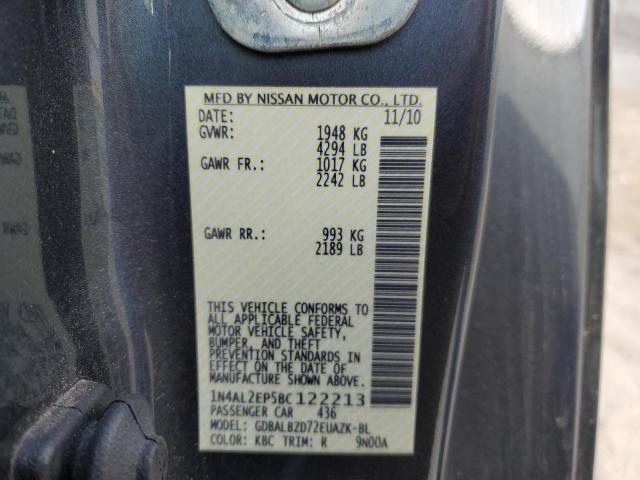 MFD BY NISSAN MOTOR CO., LTD.
DATE: 11/10
GVWR: 1948 KG
4294 LB
GAWR FR.: 1017 KG
2242 LB
GAWR RR.: 993 KG
2189 LB
THIS VEHICLE CONFORMS TO
ALL APPLICABLE FEDERAL
MOTOR VEHICLE SAFETY,
BUMPER, AND THEFT
PREVENTION STANDARDS IN
EFFECT ON THE DATE OF
MANUFACTURE SHOWN ABOVE.
1N4AL2EP5BC122213
PASSENGER CAR 436
MODEL: GDBALBZD72EUAZK-BL
COLOR: KBC TRIM: R 9N00A